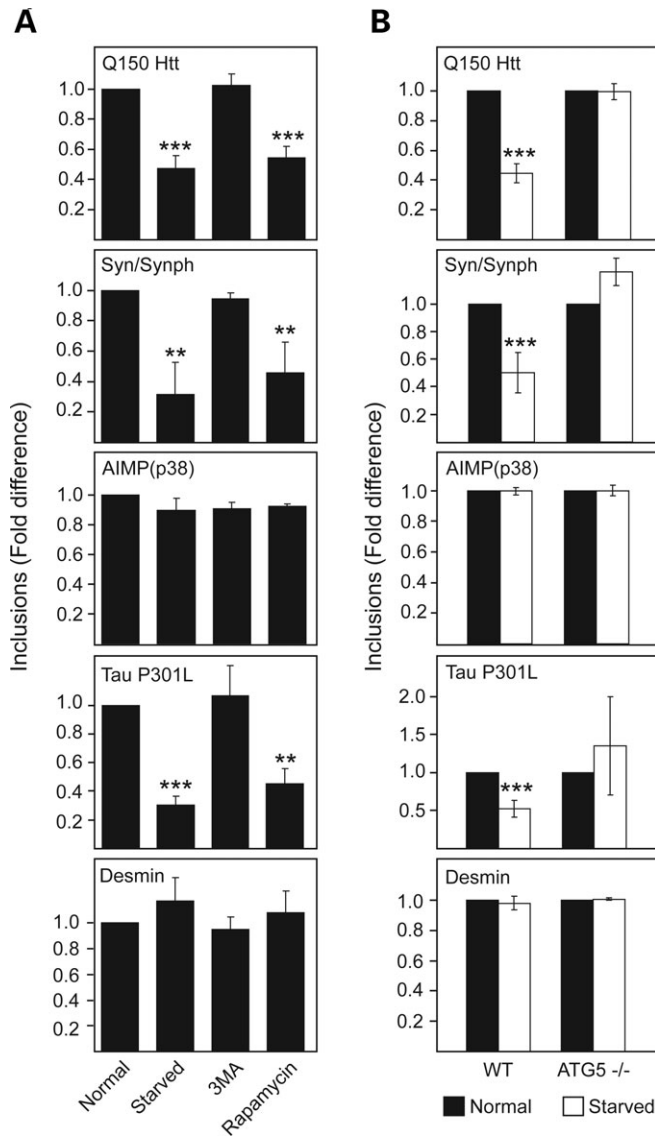 A
B
Inclusions (Fold difference)
Q150 Htt
1.0
0.8
0.6
0.4
0.2
***
***
Syn/Synph
1.0
0.8
0.6
0.4
0.2
**
**
AIMP(p38)
1.0
0.8
0.6
0.4
0.2
Tau P301L
1.0
0.8
0.6
0.4
0.2
***
**
Desmin
1.0
0.8
0.6
0.4
0.2
Normal
Starved
3MA
Rapamycin
Inclusions (Fold difference)
Q150 Htt
1.0
0.8
0.6
0.4
0.2
***
Syn/Synph
1.0
0.8
0.6
0.4
0.2
***
AIMP(p38)
1.0
0.8
0.6
0.4
0.2
Tau P301L
2.0
1.5
1.0
0.5
***
Desmin
1.0
0.8
0.6
0.4
0.2
WT
ATG5 -/-
Normal
Starved